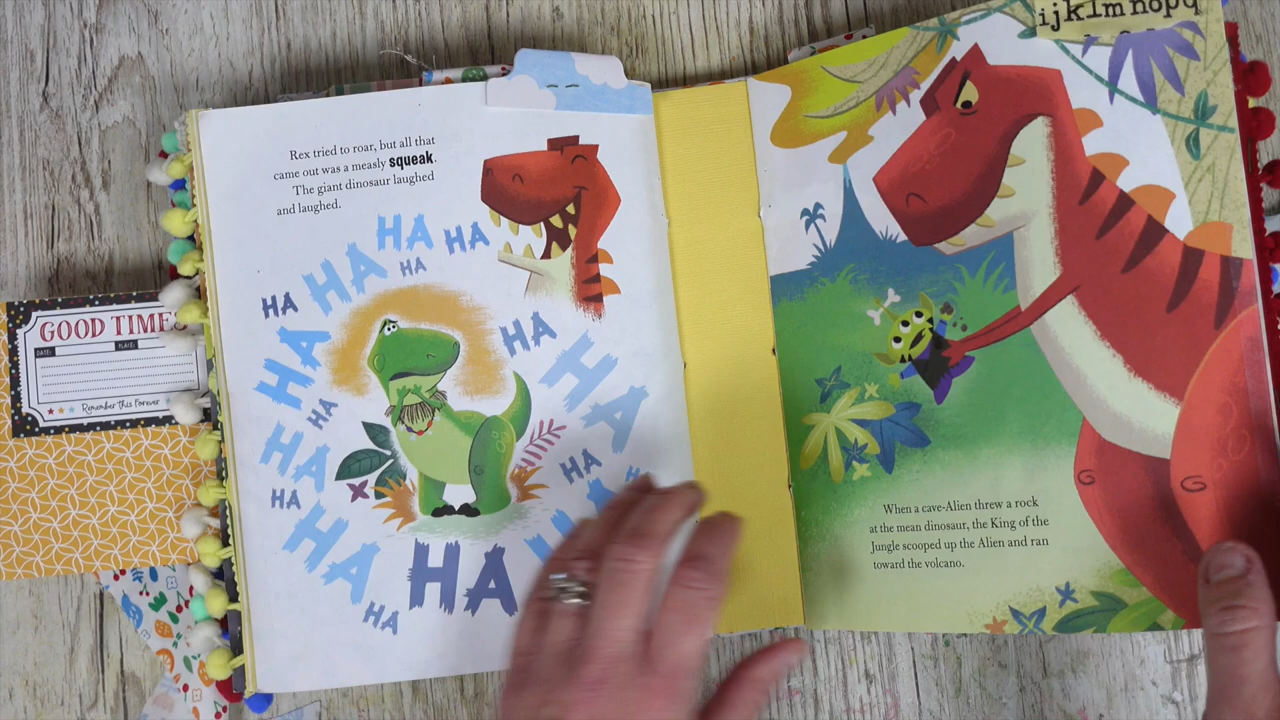 ijklmnopq
Rex tried to roar, but all that
came out was a measly squeak.
The giant dinosaur laughed
and laughed.
HA HA
HA HA
HA
HA
HA
HA
HA
HA
HA
HA
HA
HA
HA
HA
HA
HA
GOOD TIMES
DATE: PLACE:
Remember this Forever
When a cave-Alien threw a rock
at the mean dinosaur, the King of the
Jungle scooped up the Alien and ran
toward the volcano.